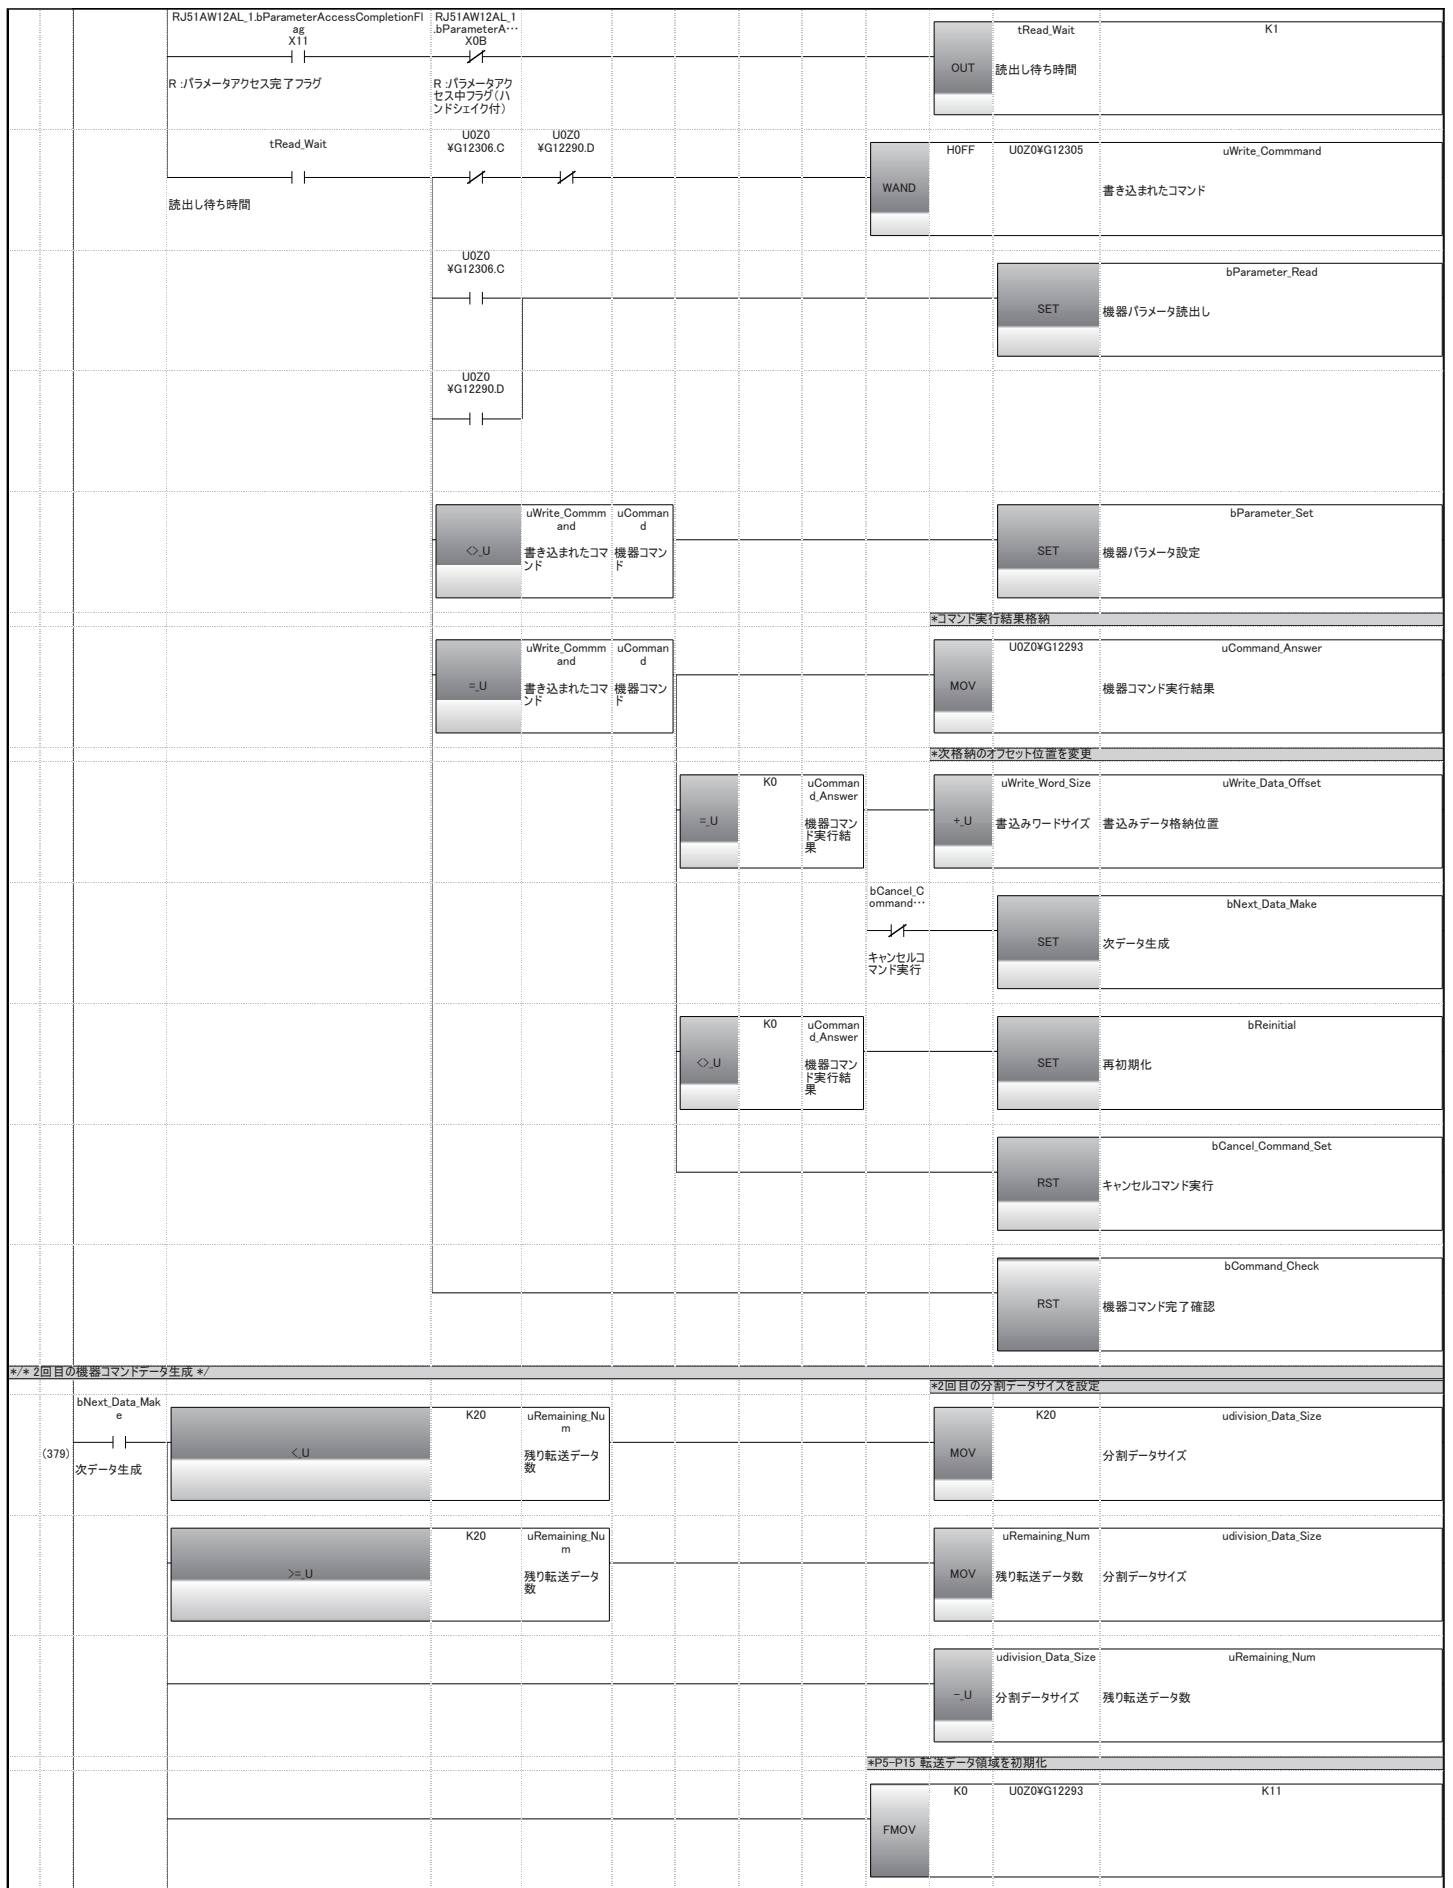 RJ51AW12AL_1.bParameterAccessCompletionFl
ag
X11
R :パラメータアクセス完了フラグ
RJ51AW12AL_1
.bParameterA…
X0B
R :パラメータアク
セス中フラグ(ハ
ンドシェイク付)
OUT
tRead_Wait
K1
読出し待ち時間
tRead_Wait
読出し待ち時間
U0Z0
¥G12306.C
U0Z0
¥G12290.D
WAND
H0FF
U0Z0¥G12305
uWrite_Commmand
書き込まれたコマンド
U0Z0
¥G12306.C
SET
bParameter_Read
機器パラメータ読出し
U0Z0
¥G12290.D
<>_U
uWrite_Commm
and
書き込まれたコマ
ンド
uComman
d
機器コマン
ド
SET
bParameter_Set
機器パラメータ設定
*コマンド実行結果格納
=_U
uWrite_Commm
and
書き込まれたコマ
ンド
uComman
d
機器コマン
ド
MOV
U0Z0¥G12293
uCommand_Answer
機器コマンド実行結果
*次格納のオフセット位置を変更
=_U
K0
uComman
d_Answer
機器コマン
ド実行結
果
+_U
uWrite_Word_Size
書込みワードサイズ
uWrite_Data_Offset
書込みデータ格納位置
bCancel_C
ommand…
キャンセルコ
マンド実行
SET
bNext_Data_Make
次データ生成
<>_U
K0
uComman
d_Answer
機器コマン
ド実行結
果
SET
bReinitial
再初期化
RST
bCancel_Command_Set
キャンセルコマンド実行
RST
bCommand_Check
機器コマンド完了確認
*/* 2回目の機器コマンドデータ生成 */
*2回目の分割データサイズを設定
(379)
bNext_Data_Mak
e
次データ生成
<_U
K20
uRemaining_Nu
m
残り転送データ
数
MOV
K20
udivision_Data_Size
分割データサイズ
>=_U
K20
uRemaining_Nu
m
残り転送データ
数
MOV
uRemaining_Num
残り転送データ数
udivision_Data_Size
分割データサイズ
-_U
udivision_Data_Size
分割データサイズ
uRemaining_Num
残り転送データ数
*P5-P15 転送データ領域を初期化
FMOV
K0
U0Z0¥G12293
K11